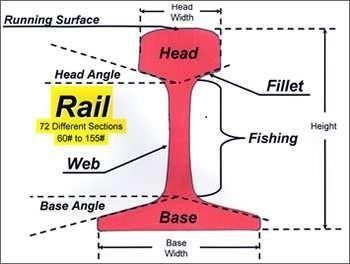 Head
Width
Running Surface
Head
Head Angle
Fillet
Rail
72 Different Sections
60# to 155#
Height
Fishing
Web
Base Angle
Base
Base
Width